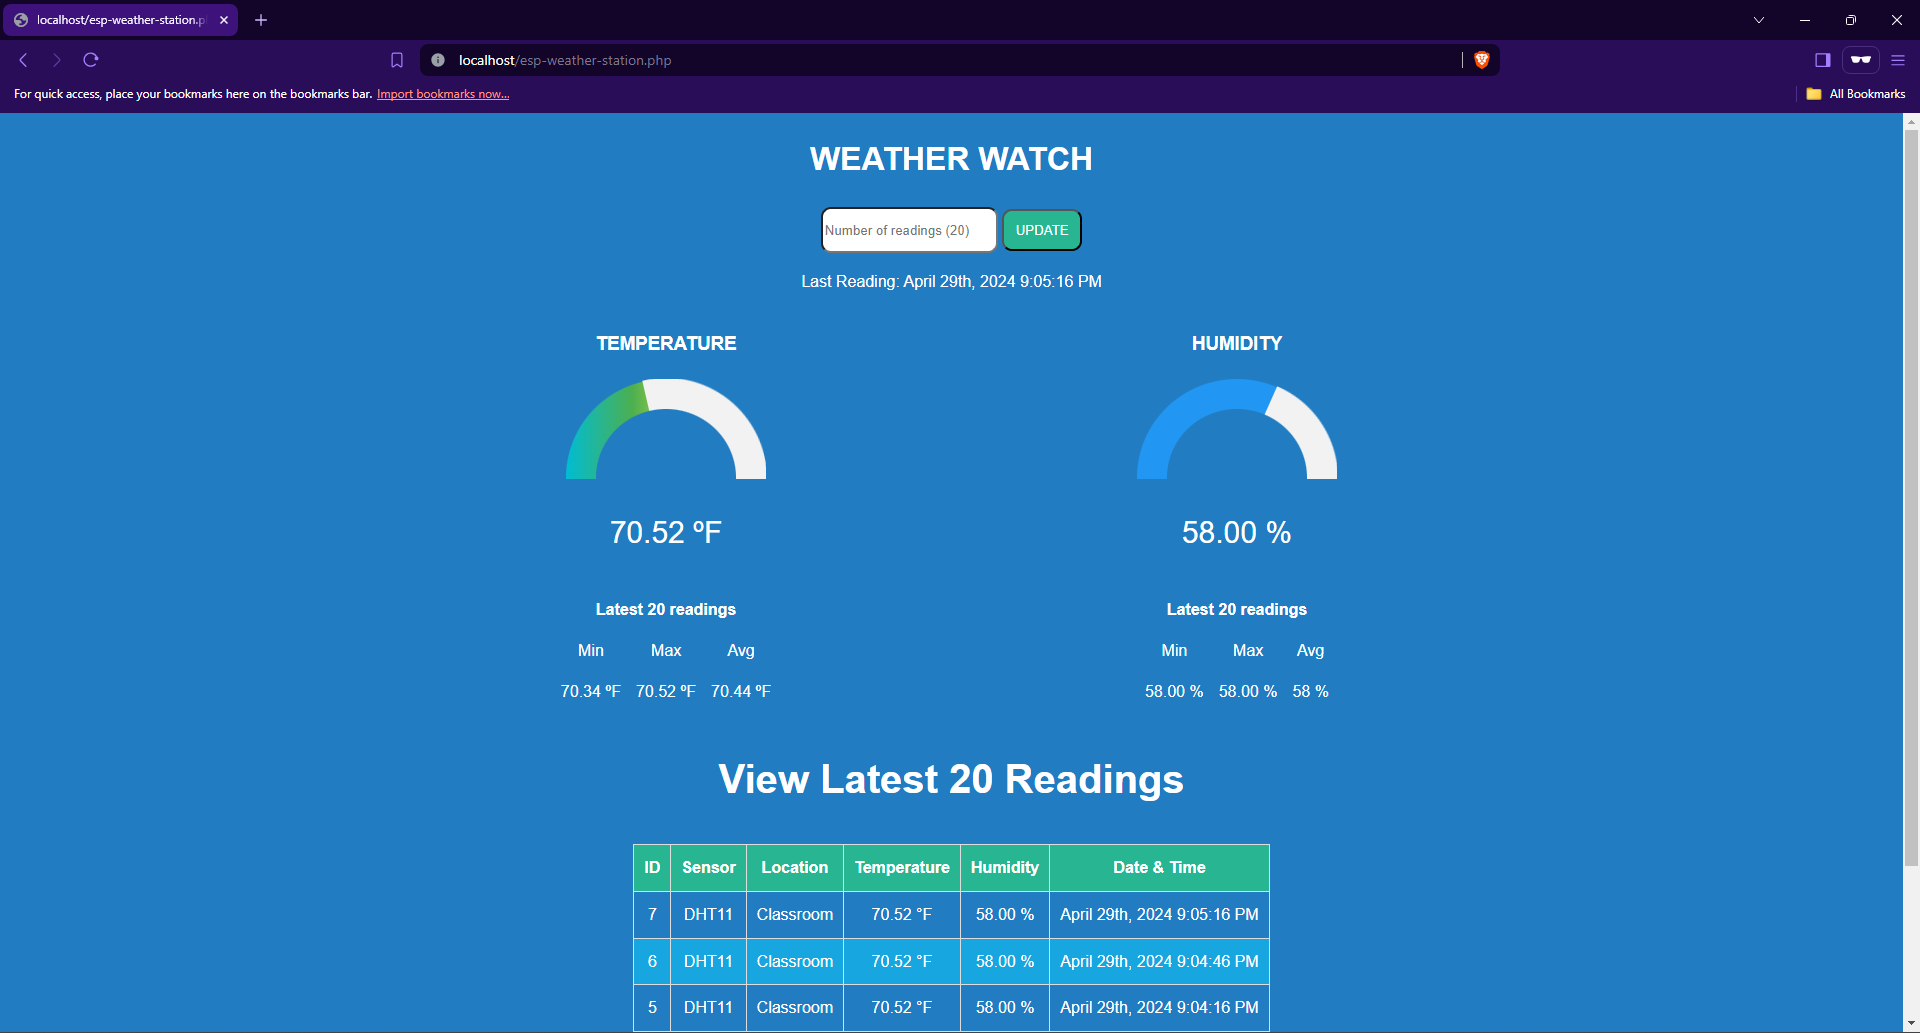 localhost/esp-weather-station.p
localhost/esp-weather-station.php
For quick access, place your bookmarks here on the bookmarks bar. Import bookmarks now...
All Bookmarks
WEATHER WATCH
Number of readings (20) UPDATE
Last Reading: April 29th, 2024 9:05:16 PM
TEMPERATURE
70.52 ºF
Latest 20 readings
Min Max Avg
70.34 ºF 70.52 ºF 70.44 ºF
HUMIDITY
58.00 %
Latest 20 readings
Min Max Avg
58.00 % 58.00 % 58 %
View Latest 20 Readings
ID Sensor Location Temperature Humidity Date & Time
7 DHT11 Classroom 70.52 °F 58.00 % April 29th, 2024 9:05:16 PM
6 DHT11 Classroom 70.52 °F 58.00 % April 29th, 2024 9:04:46 PM
5 DHT11 Classroom 70.52 °F 58.00 % April 29th, 2024 9:04:16 PM